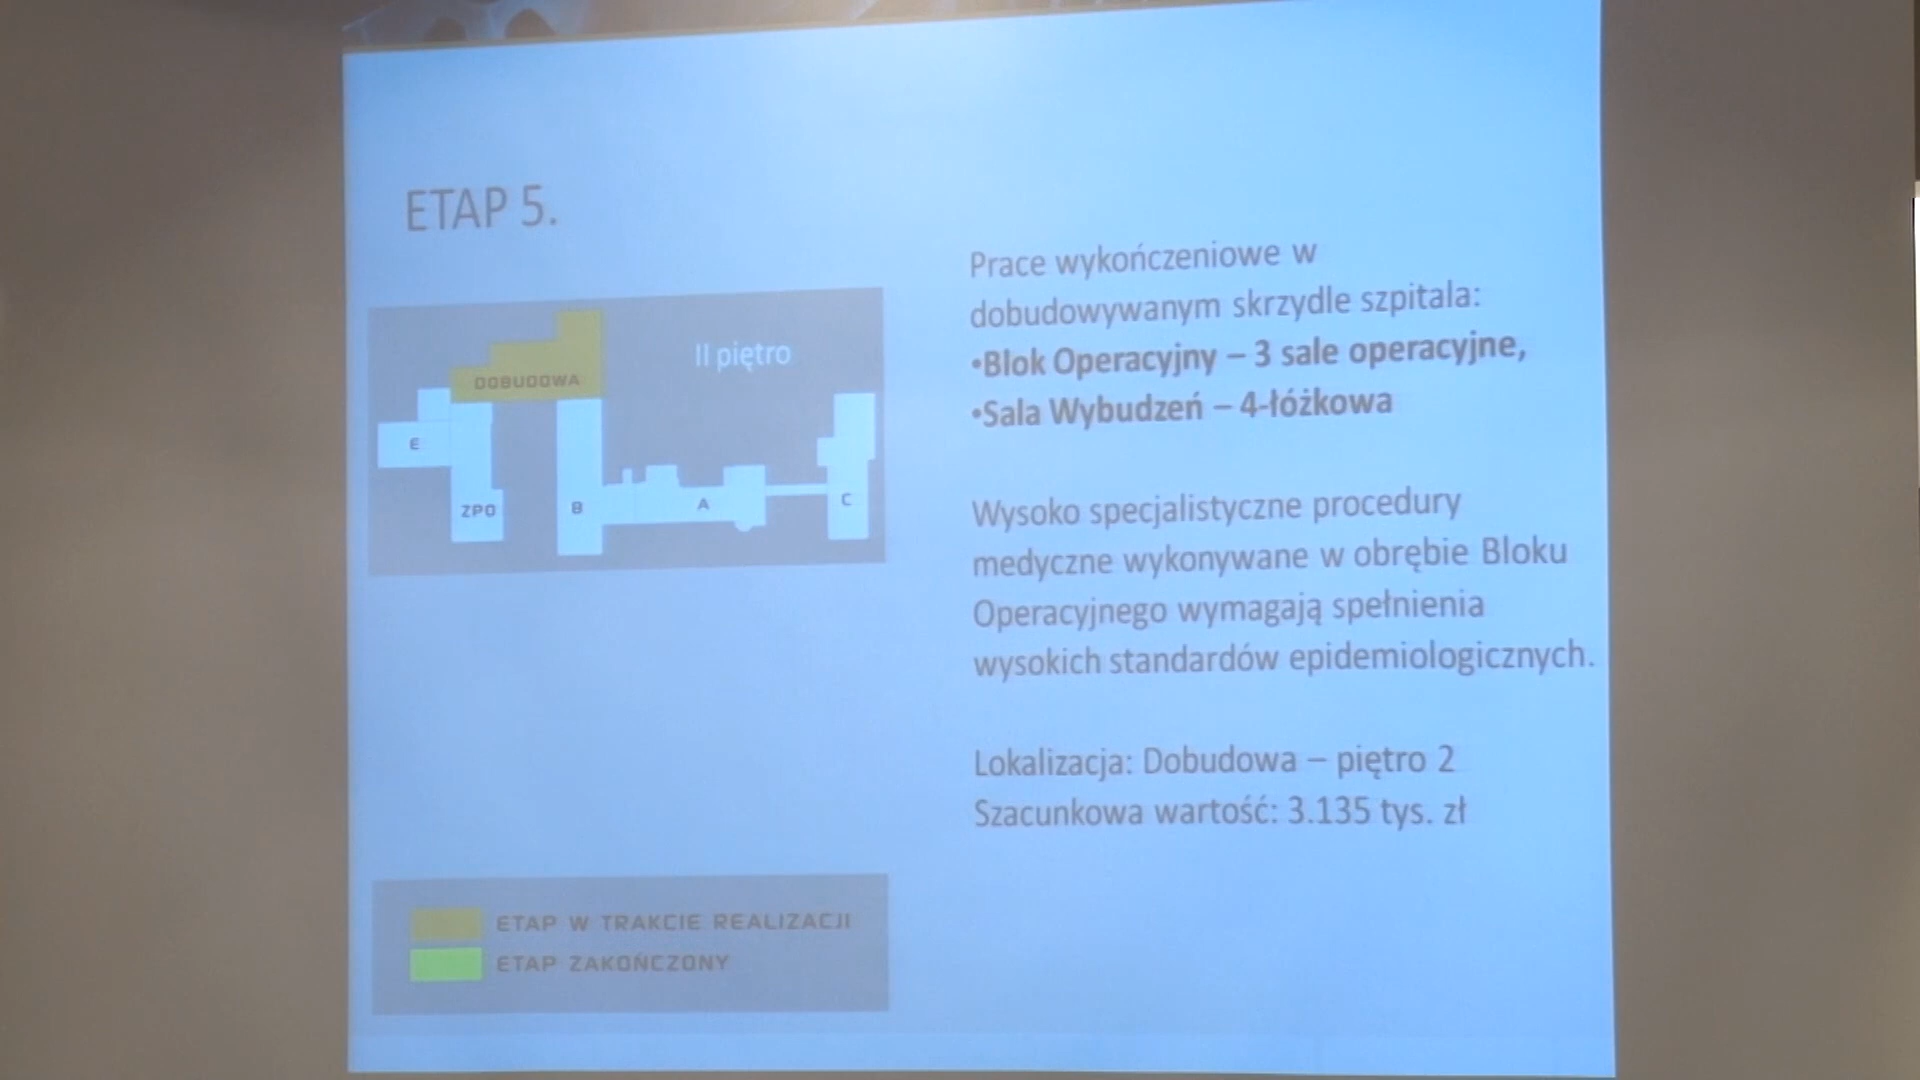 ETAP 5.
II piętro
DOBUDOWA
E
ZPO
B
A
C
Prace wykończeniowe w
dobudowywanym skrzydle szpitala:
•Blok Operacyjny – 3 sale operacyjne,
•Sala Wybudzeń – 4-łóżkowa
Wysoko specjalistyczne procedury
medyczne wykonywane w obrębie Bloku
Operacyjnego wymagają spełnienia
wysokich standardów epidemiologicznych.
Lokalizacja: Dobudowa – piętro 2
Szacunkowa wartość: 3.135 tys. zł
ETAP W TRAKCIE REALIZACJI
ETAP ZAKOŃCZONY